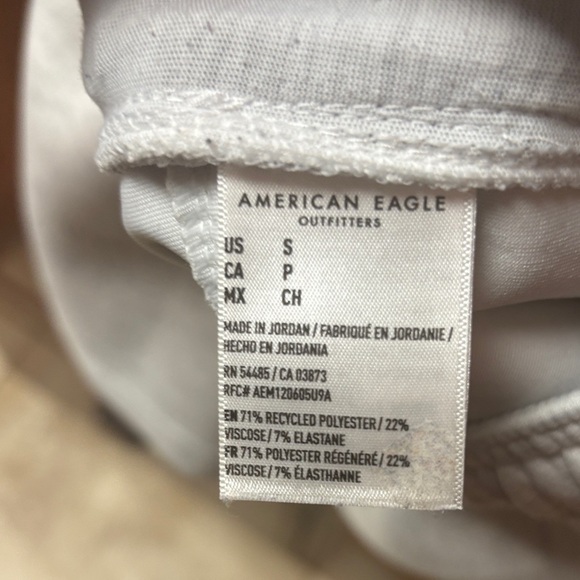 AMERICAN EAGLE
OUTFITTERS
US S
CA P
MX CH
MADE IN JORDAN / FABRIQUÉ EN JORDANIE /
HECHO EN JORDANIA
RN 54485 / CA 03873
RFC# AEM120605U9A
EN 71% RECYCLED POLYESTER / 22%
VISCOSE / 7% ELASTANE
FR 71% POLYESTER RÉGÉNÉRÉ / 22%
VISCOSE / 7% ÉLASTHANNE